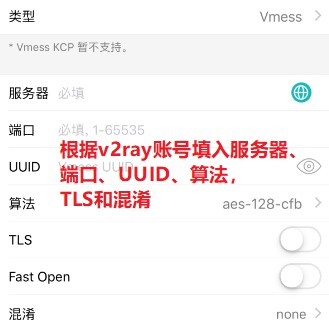 类型 Vmess
* Vmess KCP 暂不支持。
服务器 必填
端口 必填, 1-65535
根据v2ray账号填入服务器、
UUID Vmess UUID
端口、UUID、算法，
算法 aes-128-cfb
TLS和混淆
TLS
Fast Open
混淆 none